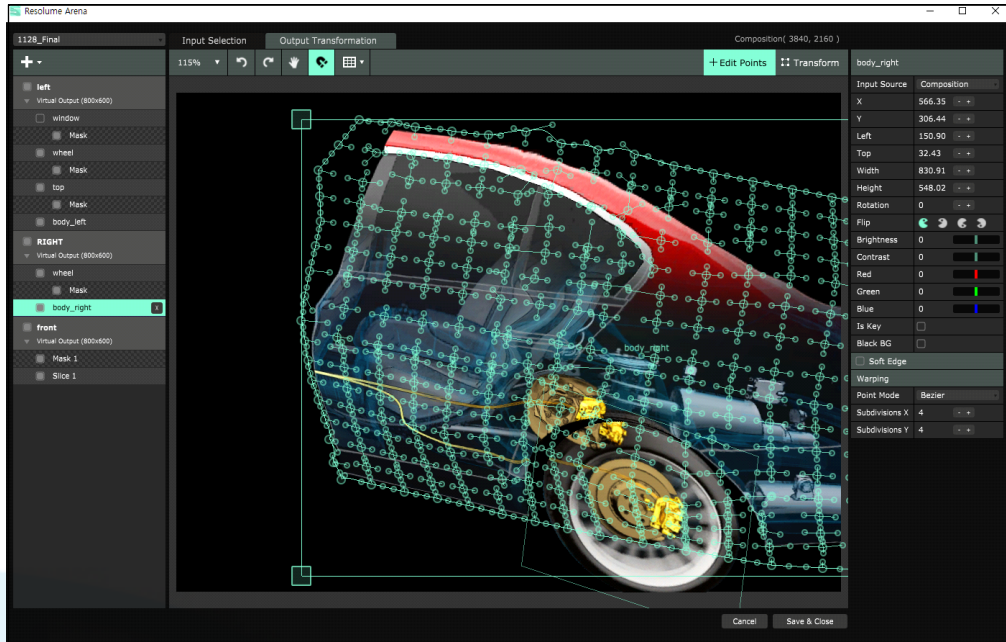 Resolume Arena
1128_Final
Input Selection
Output Transformation
Composition( 3840, 2160 )
115%
+Edit Points
Transform
body_right
left
Virtual Output (800x600)
window
Mask
wheel
Mask
top
Mask
body_left
RIGHT
Virtual Output (800x600)
wheel
Mask
body_right
x
front
Virtual Output (800x600)
Mask 1
Slice 1
body_right
Input Source Composition
X 566.35 - +
Y 306.44 - +
Left 150.90 - +
Top 32.43 - +
Width 830.91 - +
Height 548.02 - +
Rotation 0 - +
Flip
Brightness 0
Contrast 0
Red 0
Green 0
Blue 0
Is Key
Black BG
Soft Edge
Warping
Point Mode Bezier
Subdivisions X 4 - +
Subdivisions Y 4 - +
Cancel
Save & Close